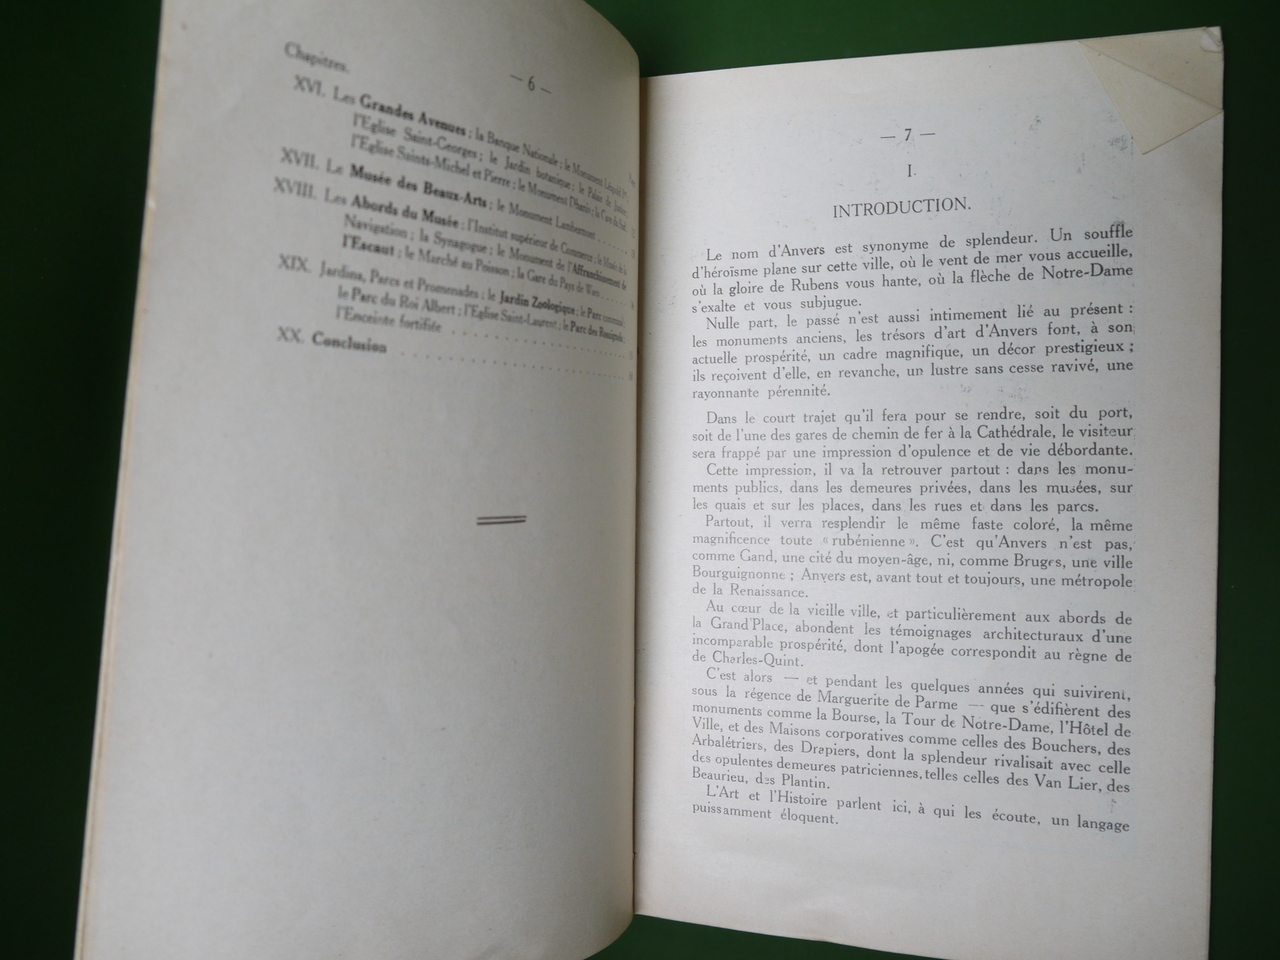 — 6 —
Chapitres.
XVI. Les Grandes Avenues ; la Banque Nationale ; le Monument Léopold Ier
l'Eglise Saint-Georges ; le Jardin botanique ; le Palais de Justice
l'Eglise Saints-Michel et Pierre ; le Monument ; la Gare du Sud.
XVII. Le Musée des Beaux-Arts ; le Monument Lambermont
XVIII. Les Abords du Musée ; l'Institut supérieur de Commerce ; le Musée de la
Navigation ; la Synagogue ; le Monument de l'Affranchissement de
l'Escaut ; le Marché au Poisson ; la Gare du Pays de Waes
XIX. Jardins, Parcs et Promenades ; le Jardin Zoologique ; le Parc communal
le Parc du Roi Albert ; l'Eglise Saint-Laurent ; le Parc des Rossignols
l'Enceinte fortifiée
XX. Conclusion
— 7 —
I.
INTRODUCTION.
Le nom d'Anvers est synonyme de splendeur. Un souffle
d'héroïsme plane sur cette ville, où le vent de mer vous accueille,
où la gloire de Rubens vous hante, où la flèche de Notre-Dame
s'exalte et vous subjugue.
Nulle part, le passé n'est aussi intimement lié au présent :
les monuments anciens, les trésors d'art d'Anvers font, à son
actuelle prospérité, un cadre magnifique, un décor prestigieux ;
ils reçoivent d'elle, en revanche, un lustre sans cesse ravivé, une
rayonnante pérennité.
Dans le court trajet qu'il fera pour se rendre, soit du port,
soit de l'une des gares de chemin de fer à la Cathédrale, le visiteur
sera frappé par une impression d'opulence et de vie débordante.
Cette impression, il va la retrouver partout : dans les monu-
ments publics, dans les demeures privées, dans les musées, sur
les quais et sur les places, dans les rues et dans les parcs.
Partout, il verra resplendir le même faste coloré, la même
magnificence toute « rubénienne ». C'est qu'Anvers n'est pas,
comme Gand, une cité du moyen-âge, ni, comme Bruges, une ville
Bourguignonne ; Anvers est, avant tout et toujours, une métropole
de la Renaissance.
Au cœur de la vieille ville, et particulièrement aux abords de
la Grand'Place, abondent les témoignages architecturaux d'une
incomparable prospérité, dont l'apogée correspondit au règne de
de Charles-Quint.
C'est alors — et pendant les quelques années qui suivirent,
sous la régence de Marguerite de Parme — que s'édifièrent des
monuments comme la Bourse, la Tour de Notre-Dame, l'Hôtel de
Ville, et des Maisons corporatives comme celles des Bouchers, des
Arbalétriers, des Drapiers, dont la splendeur rivalisait avec celle
des opulentes demeures patriciennes, telles celles des Van Lier, des
Beaurieu, des Plantin.
L'Art et l'Histoire parlent ici, à qui les écoute, un langage
puissamment éloquent.